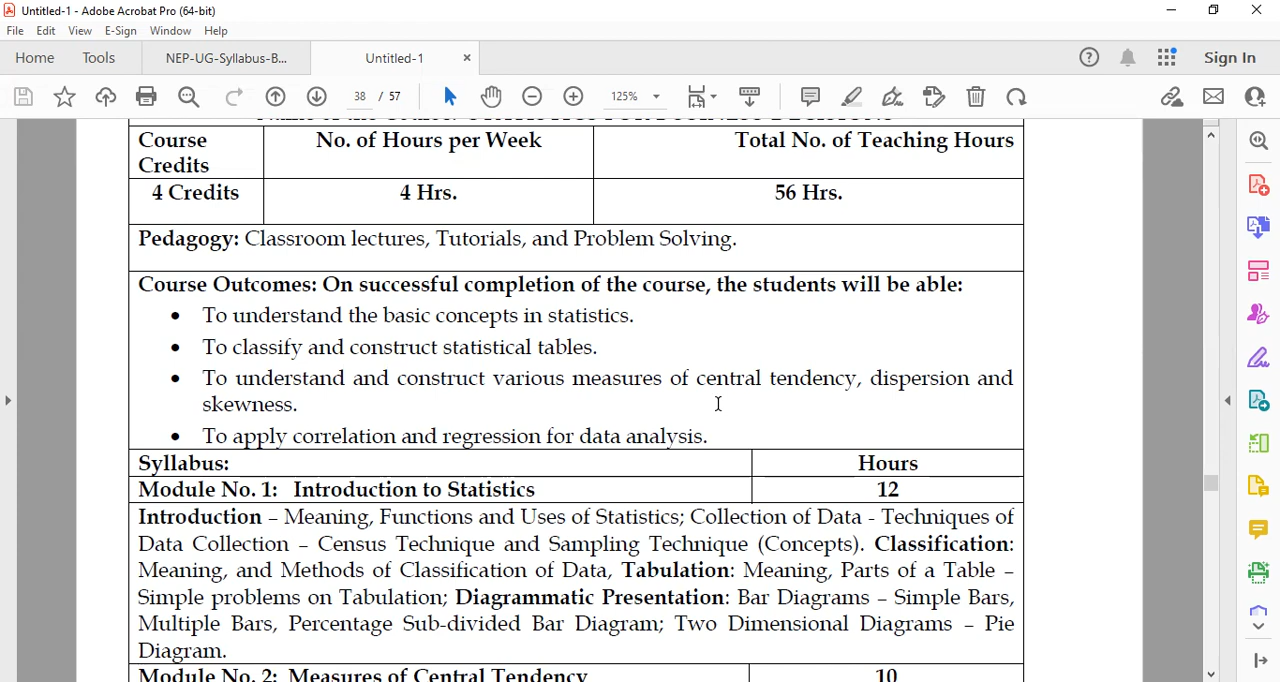 Untitled-1 - Adobe Acrobat Pro (64-bit)
File Edit View E-Sign Window Help
Home Tools NEP-UG-Syllabus-B... Untitled-1 × Sign In
38 / 57 125%
Course Credits No. of Hours per Week Total No. of Teaching Hours
4 Credits 4 Hrs. 56 Hrs.
Pedagogy: Classroom lectures, Tutorials, and Problem Solving.
Course Outcomes: On successful completion of the course, the students will be able:
• To understand the basic concepts in statistics.
• To classify and construct statistical tables.
• To understand and construct various measures of central tendency, dispersion and
skewness.
• To apply correlation and regression for data analysis.
Syllabus: Hours
Module No. 1: Introduction to Statistics 12
Introduction – Meaning, Functions and Uses of Statistics; Collection of Data - Techniques of
Data Collection – Census Technique and Sampling Technique (Concepts). Classification:
Meaning, and Methods of Classification of Data, Tabulation: Meaning, Parts of a Table –
Simple problems on Tabulation; Diagrammatic Presentation: Bar Diagrams – Simple Bars,
Multiple Bars, Percentage Sub-divided Bar Diagram; Two Dimensional Diagrams – Pie
Diagram.
Module No. 2: Measures of Central Tendency 10